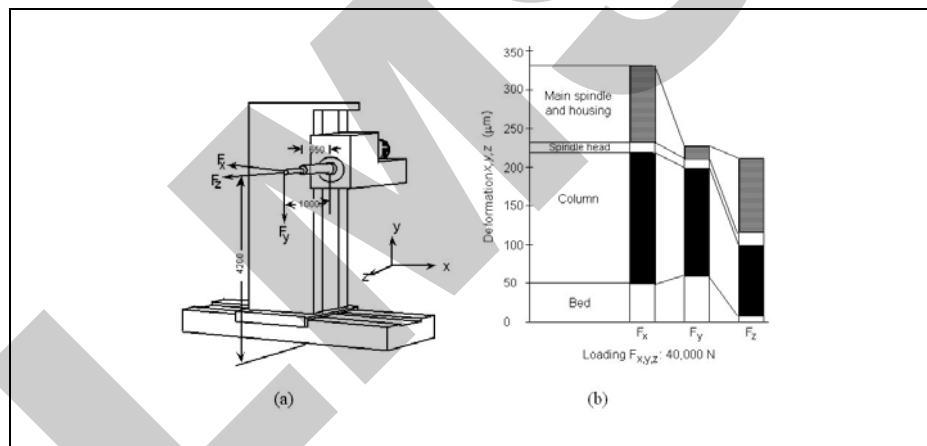 650
Fx
Fz
1000
Fy
4200
y
x
z
(a)
350
300
250
200
150
100
50
0
Deformation x,y,z (µm)
Main spindle
and housing
Spindle head
Column
Bed
Fx
Fy
Fz
Loading Fx,y,z: 40,000 N
(b)